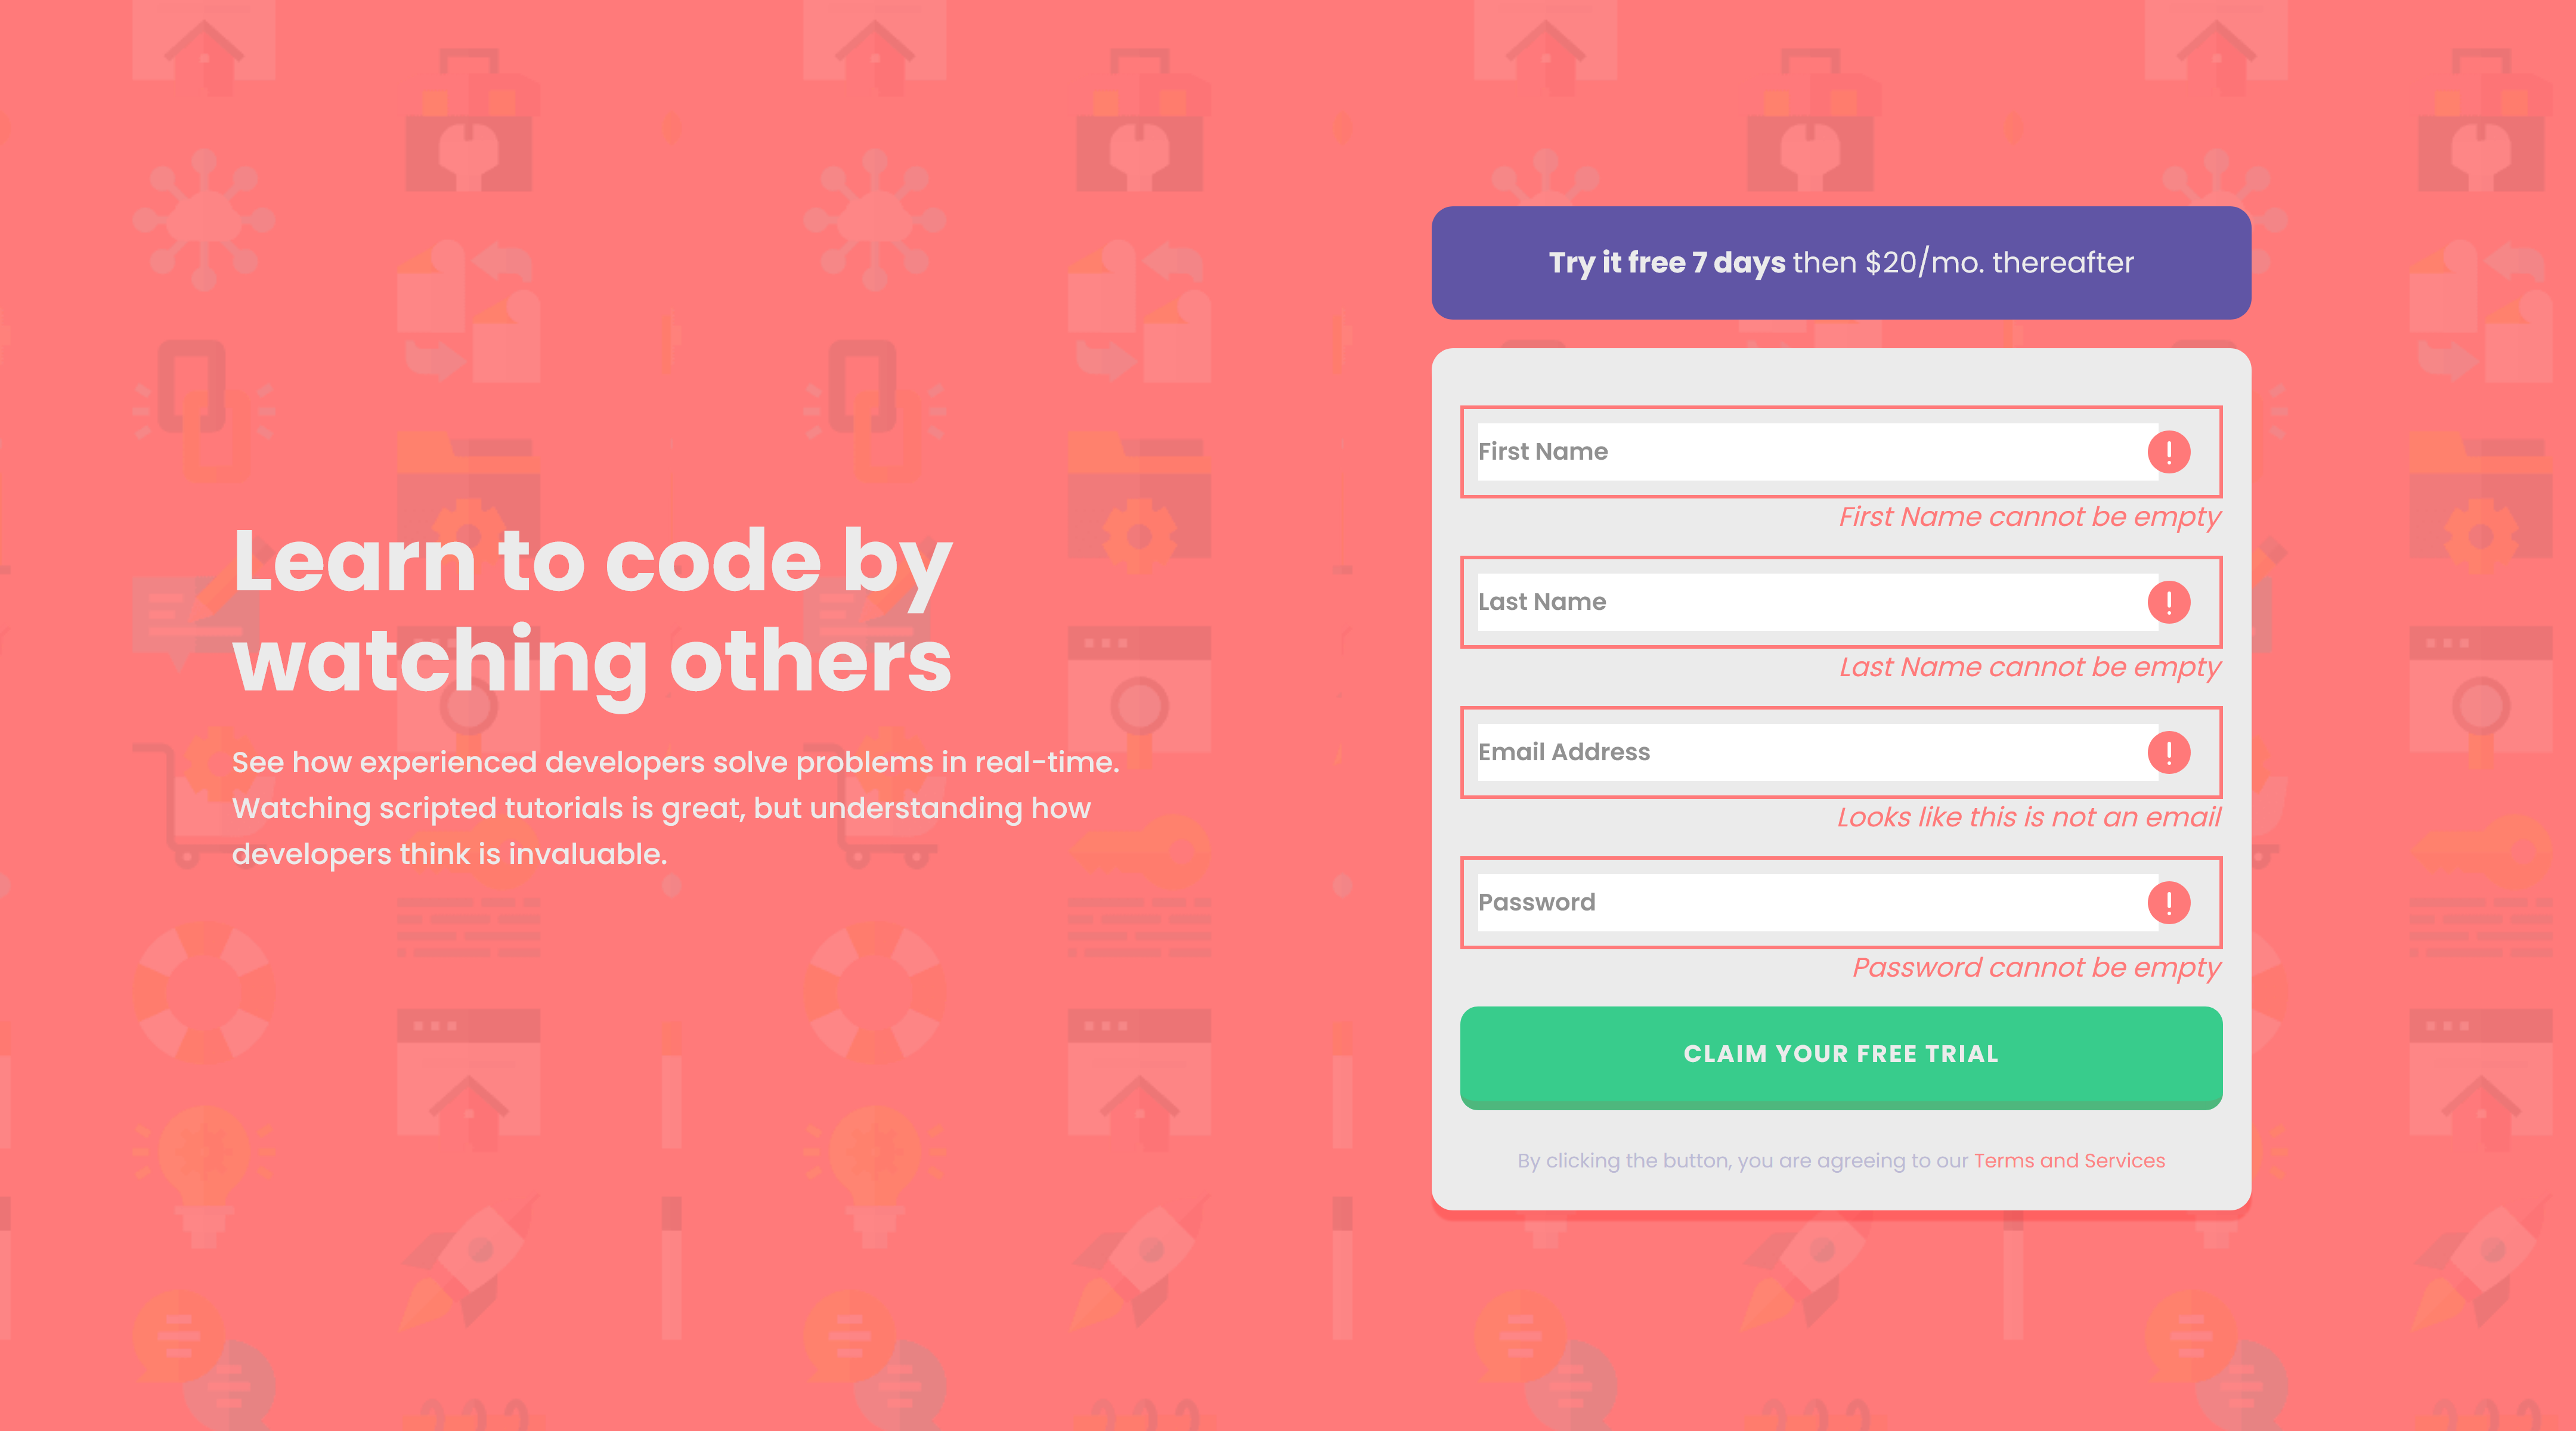 Learn to code by
watching others
See how experienced developers solve problems in real-time.
Watching scripted tutorials is great, but understanding how
developers think is invaluable.
Try it free 7 days then $20/mo. thereafter
First Name
First Name cannot be empty
Last Name
Last Name cannot be empty
Email Address
Looks like this is not an email
Password
Password cannot be empty
CLAIM YOUR FREE TRIAL
By clicking the button, you are agreeing to our Terms and Services